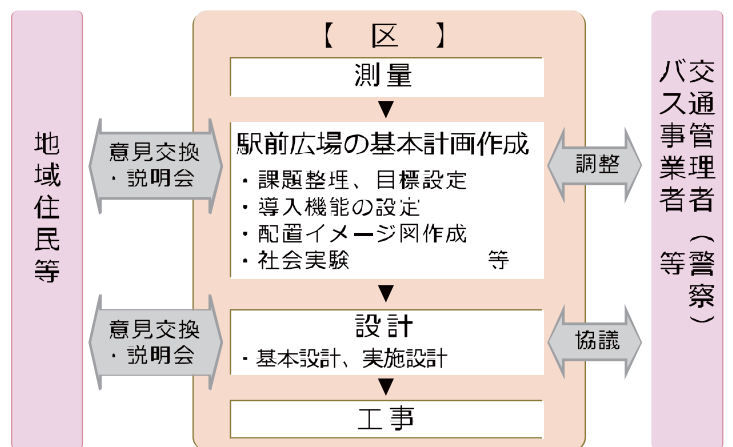 地域住民等
意見交換
・説明会
意見交換
・説明会
【 区 】
測量
▼
駅前広場の基本計画作成
・課題整理、目標設定
・導入機能の設定
・配置イメージ図作成
・社会実験 等
▼
設計
・基本設計、実施設計
▼
工事
調整
協議
交通管理者(警察)
バス事業者 等